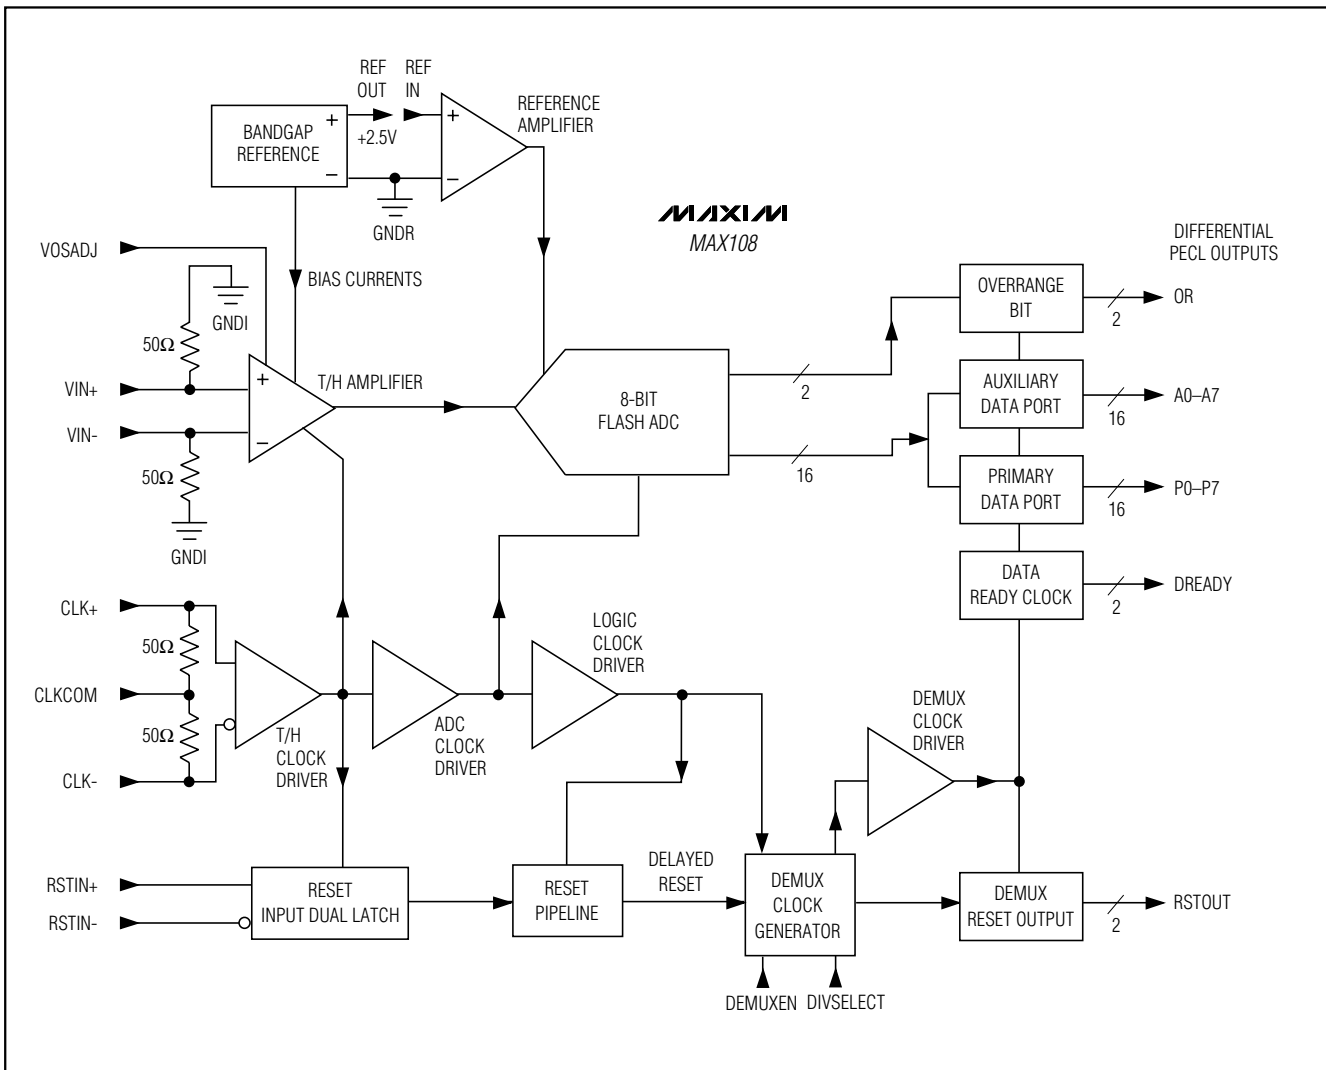 REF
OUT
REF
IN
REFERENCE
AMPLIFIER
BANDGAP
REFERENCE
+
−
+2.5V
+
−
GNDR
MAXIM
MAX108
DIFFERENTIAL
PECL OUTPUTS
VOSADJ
BIAS CURRENTS
GNDI
50Ω
VIN+
+
−
T/H AMPLIFIER
VIN-
50Ω
GNDI
8-BIT
FLASH ADC
2
16
OVERRANGE
BIT
2
OR
AUXILIARY
DATA PORT
16
A0–A7
PRIMARY
DATA PORT
16
P0–P7
DATA
READY CLOCK
2
DREADY
CLK+
50Ω
CLKCOM
50Ω
CLK-
T/H
CLOCK
DRIVER
ADC
CLOCK
DRIVER
LOGIC
CLOCK
DRIVER
DEMUX
CLOCK
DRIVER
RSTIN+
RSTIN-
RESET
INPUT DUAL LATCH
RESET
PIPELINE
DELAYED
RESET
DEMUX
CLOCK
GENERATOR
DEMUX
RESET OUTPUT
2
RSTOUT
DEMUXEN
DIVSELECT